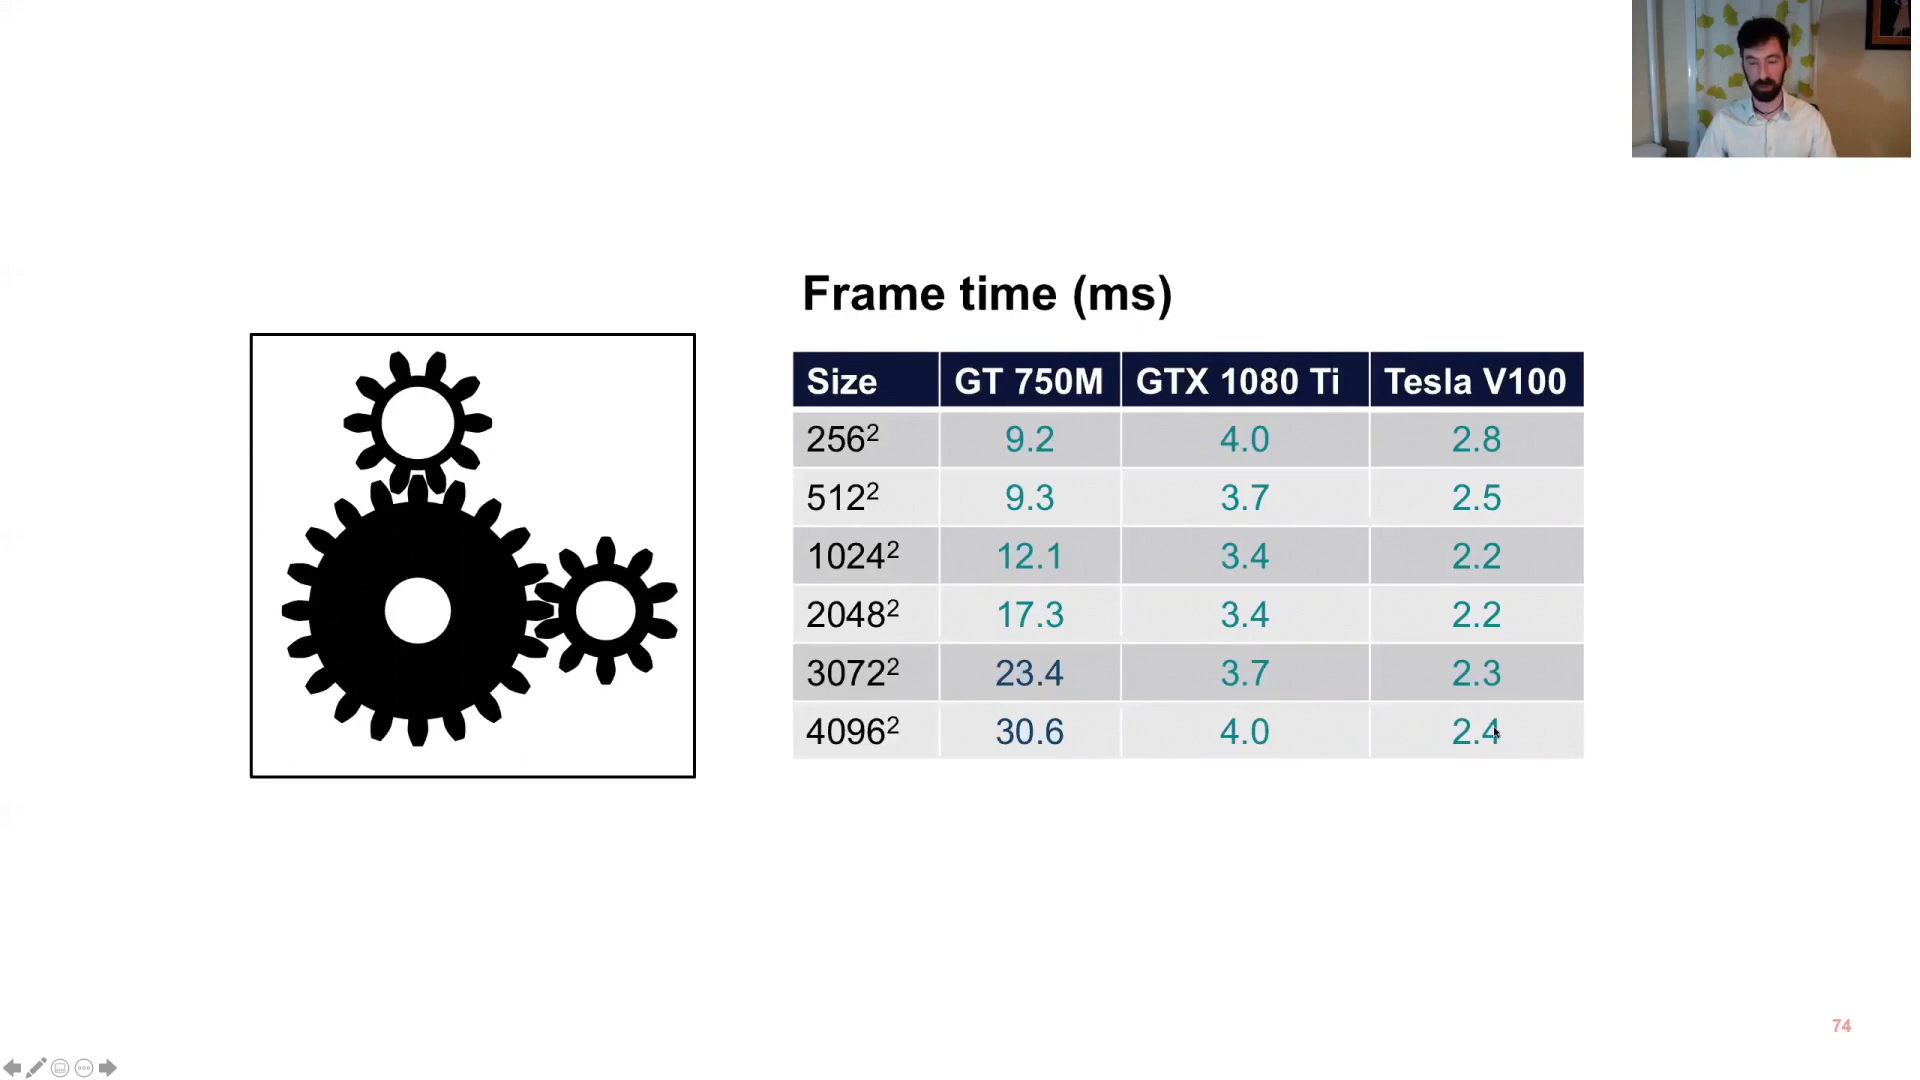 Frame time (ms)
Size GT 750M GTX 1080 Ti Tesla V100
256² 9.2 4.0 2.8
512² 9.3 3.7 2.5
1024² 12.1 3.4 2.2
2048² 17.3 3.4 2.2
3072² 23.4 3.7 2.3
4096² 30.6 4.0 2.4
74